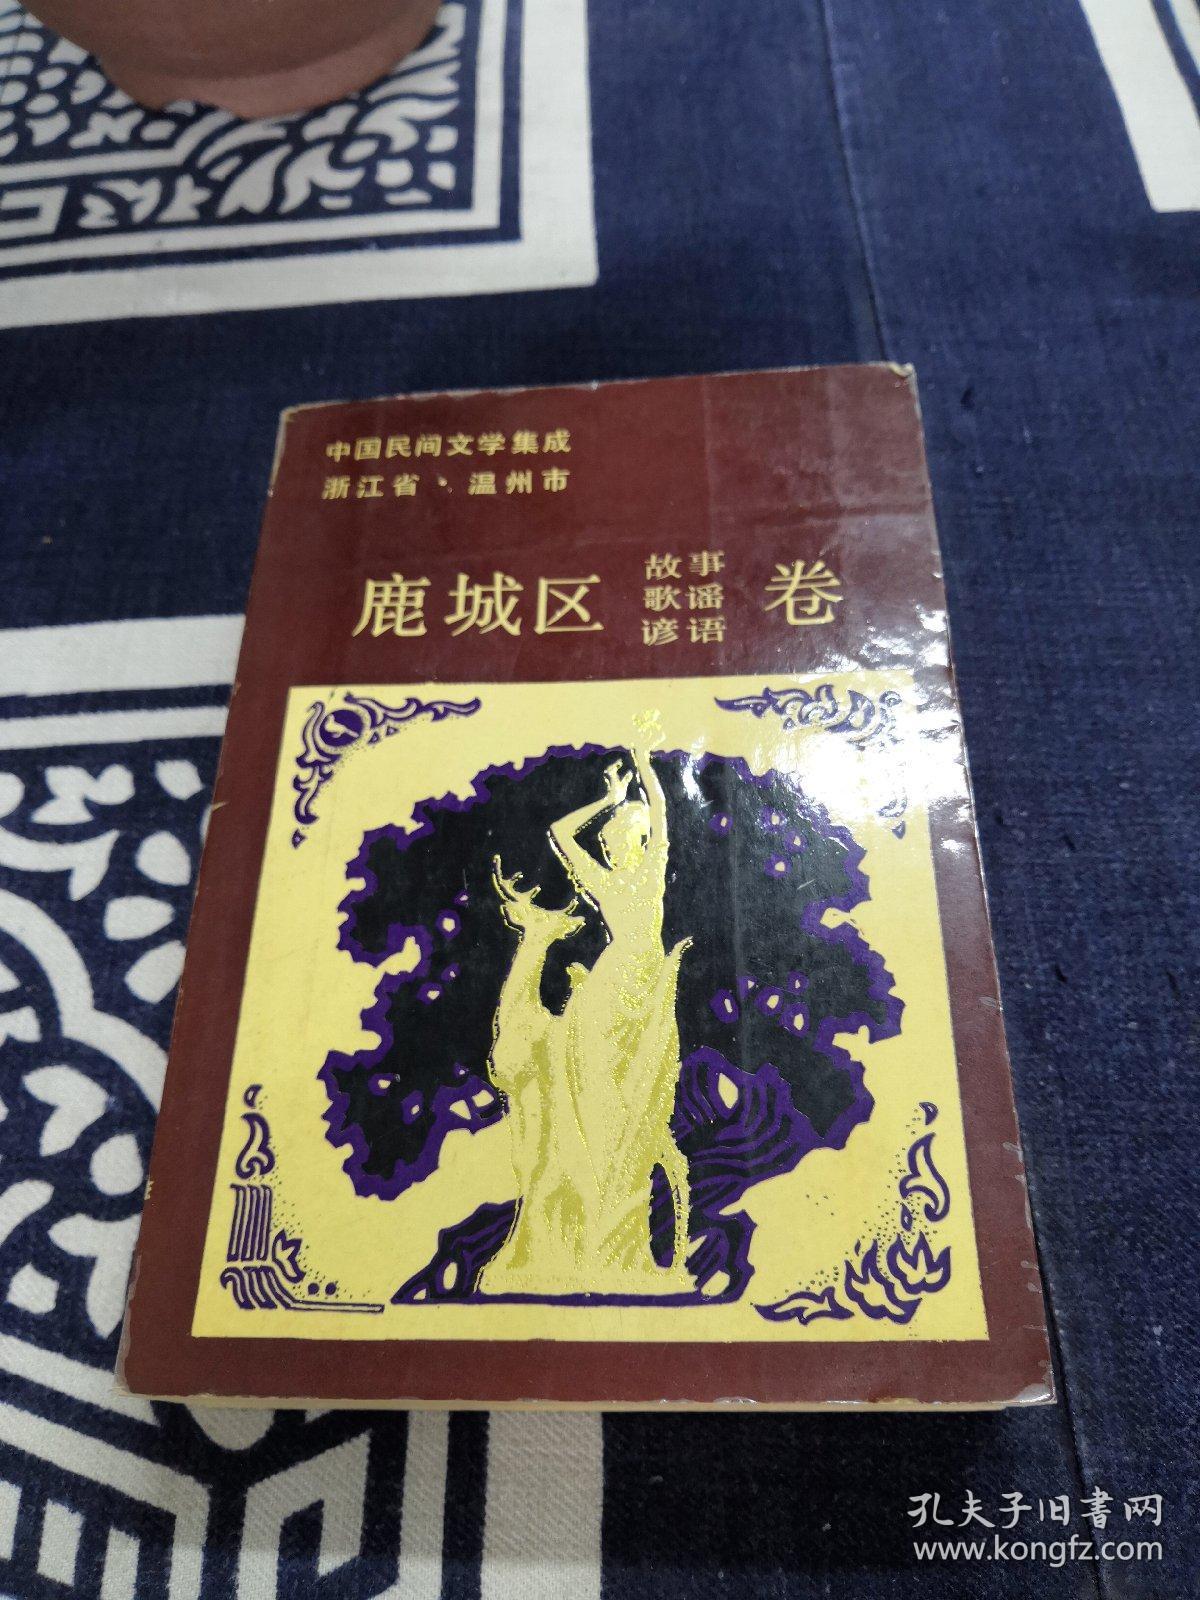 中国民间文学集成
浙江省·温州市
鹿城区 故事 歌谣 谚语 卷
孔夫子旧書网
www.kongfz.com